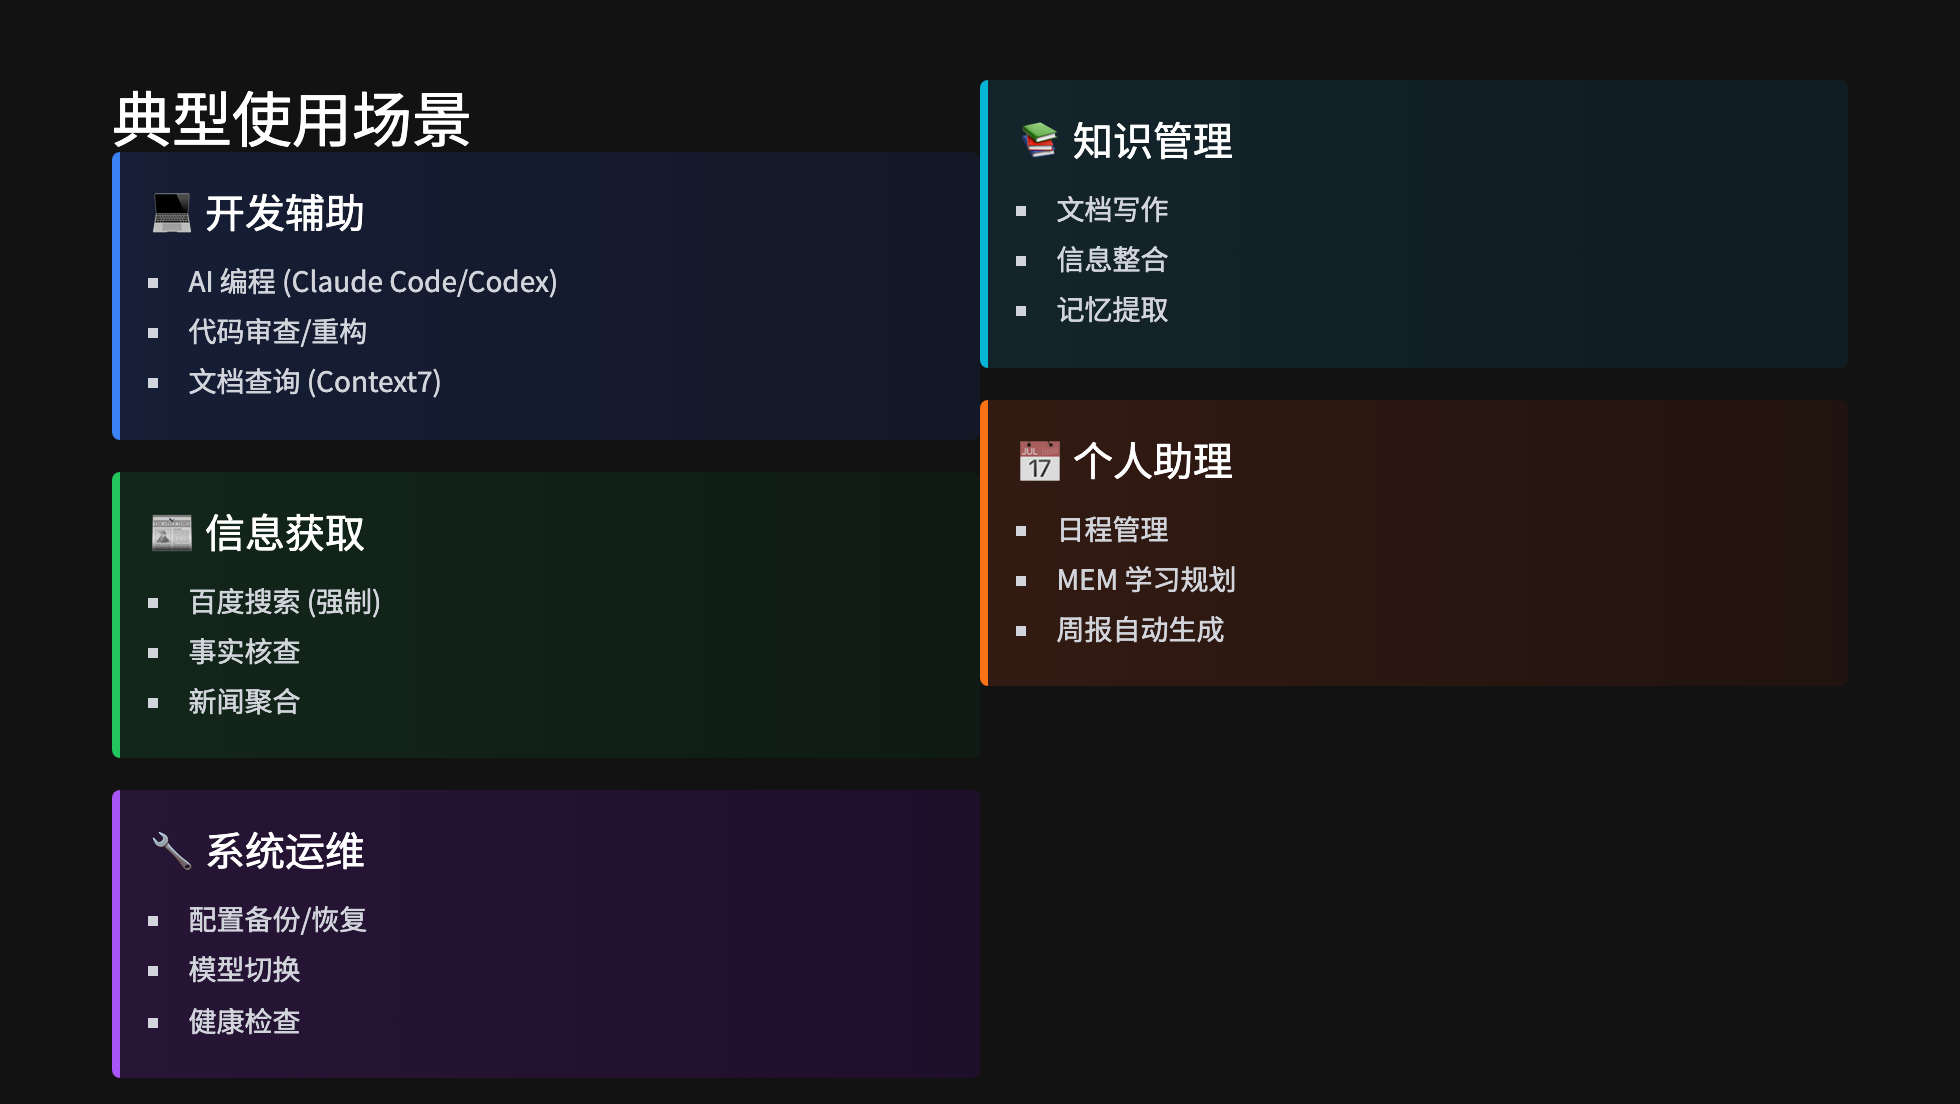 典型使用场景
开发辅助
AI 编程 (Claude Code/Codex)
代码审查/重构
文档查询 (Context7)
信息获取
百度搜索 (强制)
事实核查
新闻聚合
系统运维
配置备份/恢复
模型切换
健康检查
知识管理
文档写作
信息整合
记忆提取
JUL
17
个人助理
日程管理
MEM 学习规划
周报自动生成